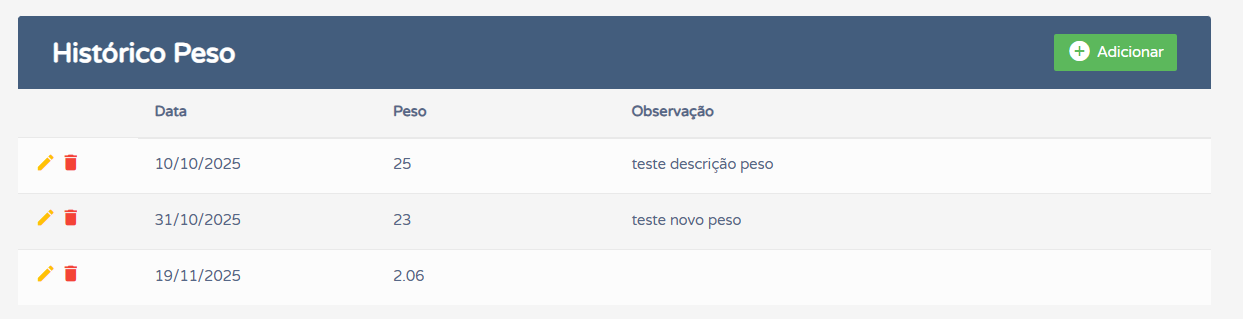 Histórico Peso
Adicionar
Data Peso Observação
10/10/2025 25 teste descrição peso
31/10/2025 23 teste novo peso
19/11/2025 2.06